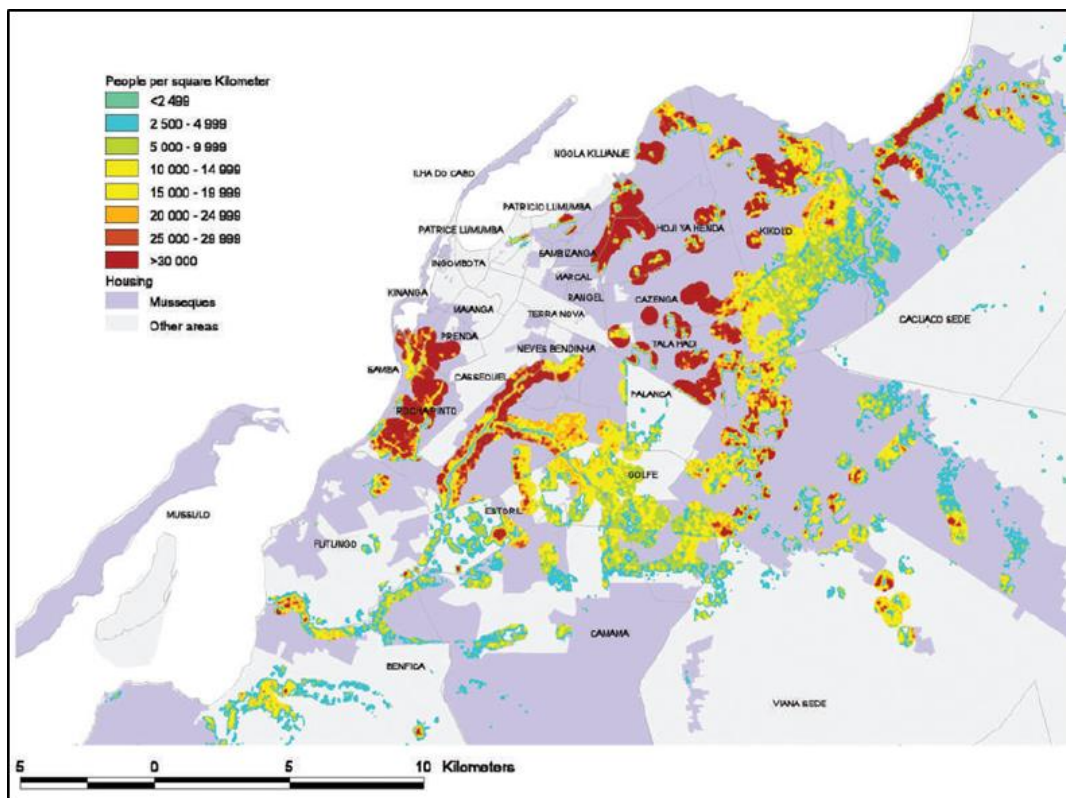 People per square Kilometer
<2 499
2 500 - 4 999
5 000 - 9 999
10 000 - 14 999
15 000 - 19 999
20 000 - 24 999
25 000 - 29 999
>30 000
Housing
Musseques
Other areas
NGOLA KILUANJE
ILHA DO CABO
PATRICIO LUMUMBA
PATRICE LUMUMBA
HOJI YA HENDA
KIKOLO
SAMBIZANGA
INGOMBOTA
MARCAL
KINANGA
RANGEL
CAZENGA
MAIANGA
TERRA NOVA
CACUACO SEDE
PRENDA
NEVES BENDINHA
TALA HADI
SAMBA
CASSEQUEL
PALANCA
ROCHA PINTO
GOLFE
MUSSULO
ESTORIL
FUTUNGO
CAMAMA
BENFICA
VIANA SEDE
5 0 5 10 Kilometers